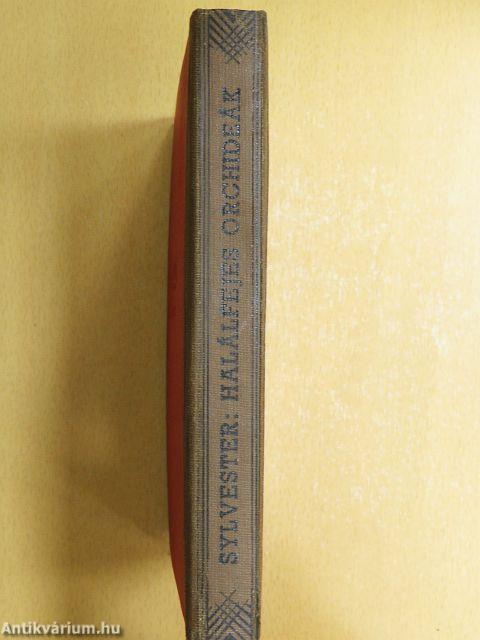 SYLVESTER: HALÁLFEJES ORCHIDEÁK
Antikvárium.hu